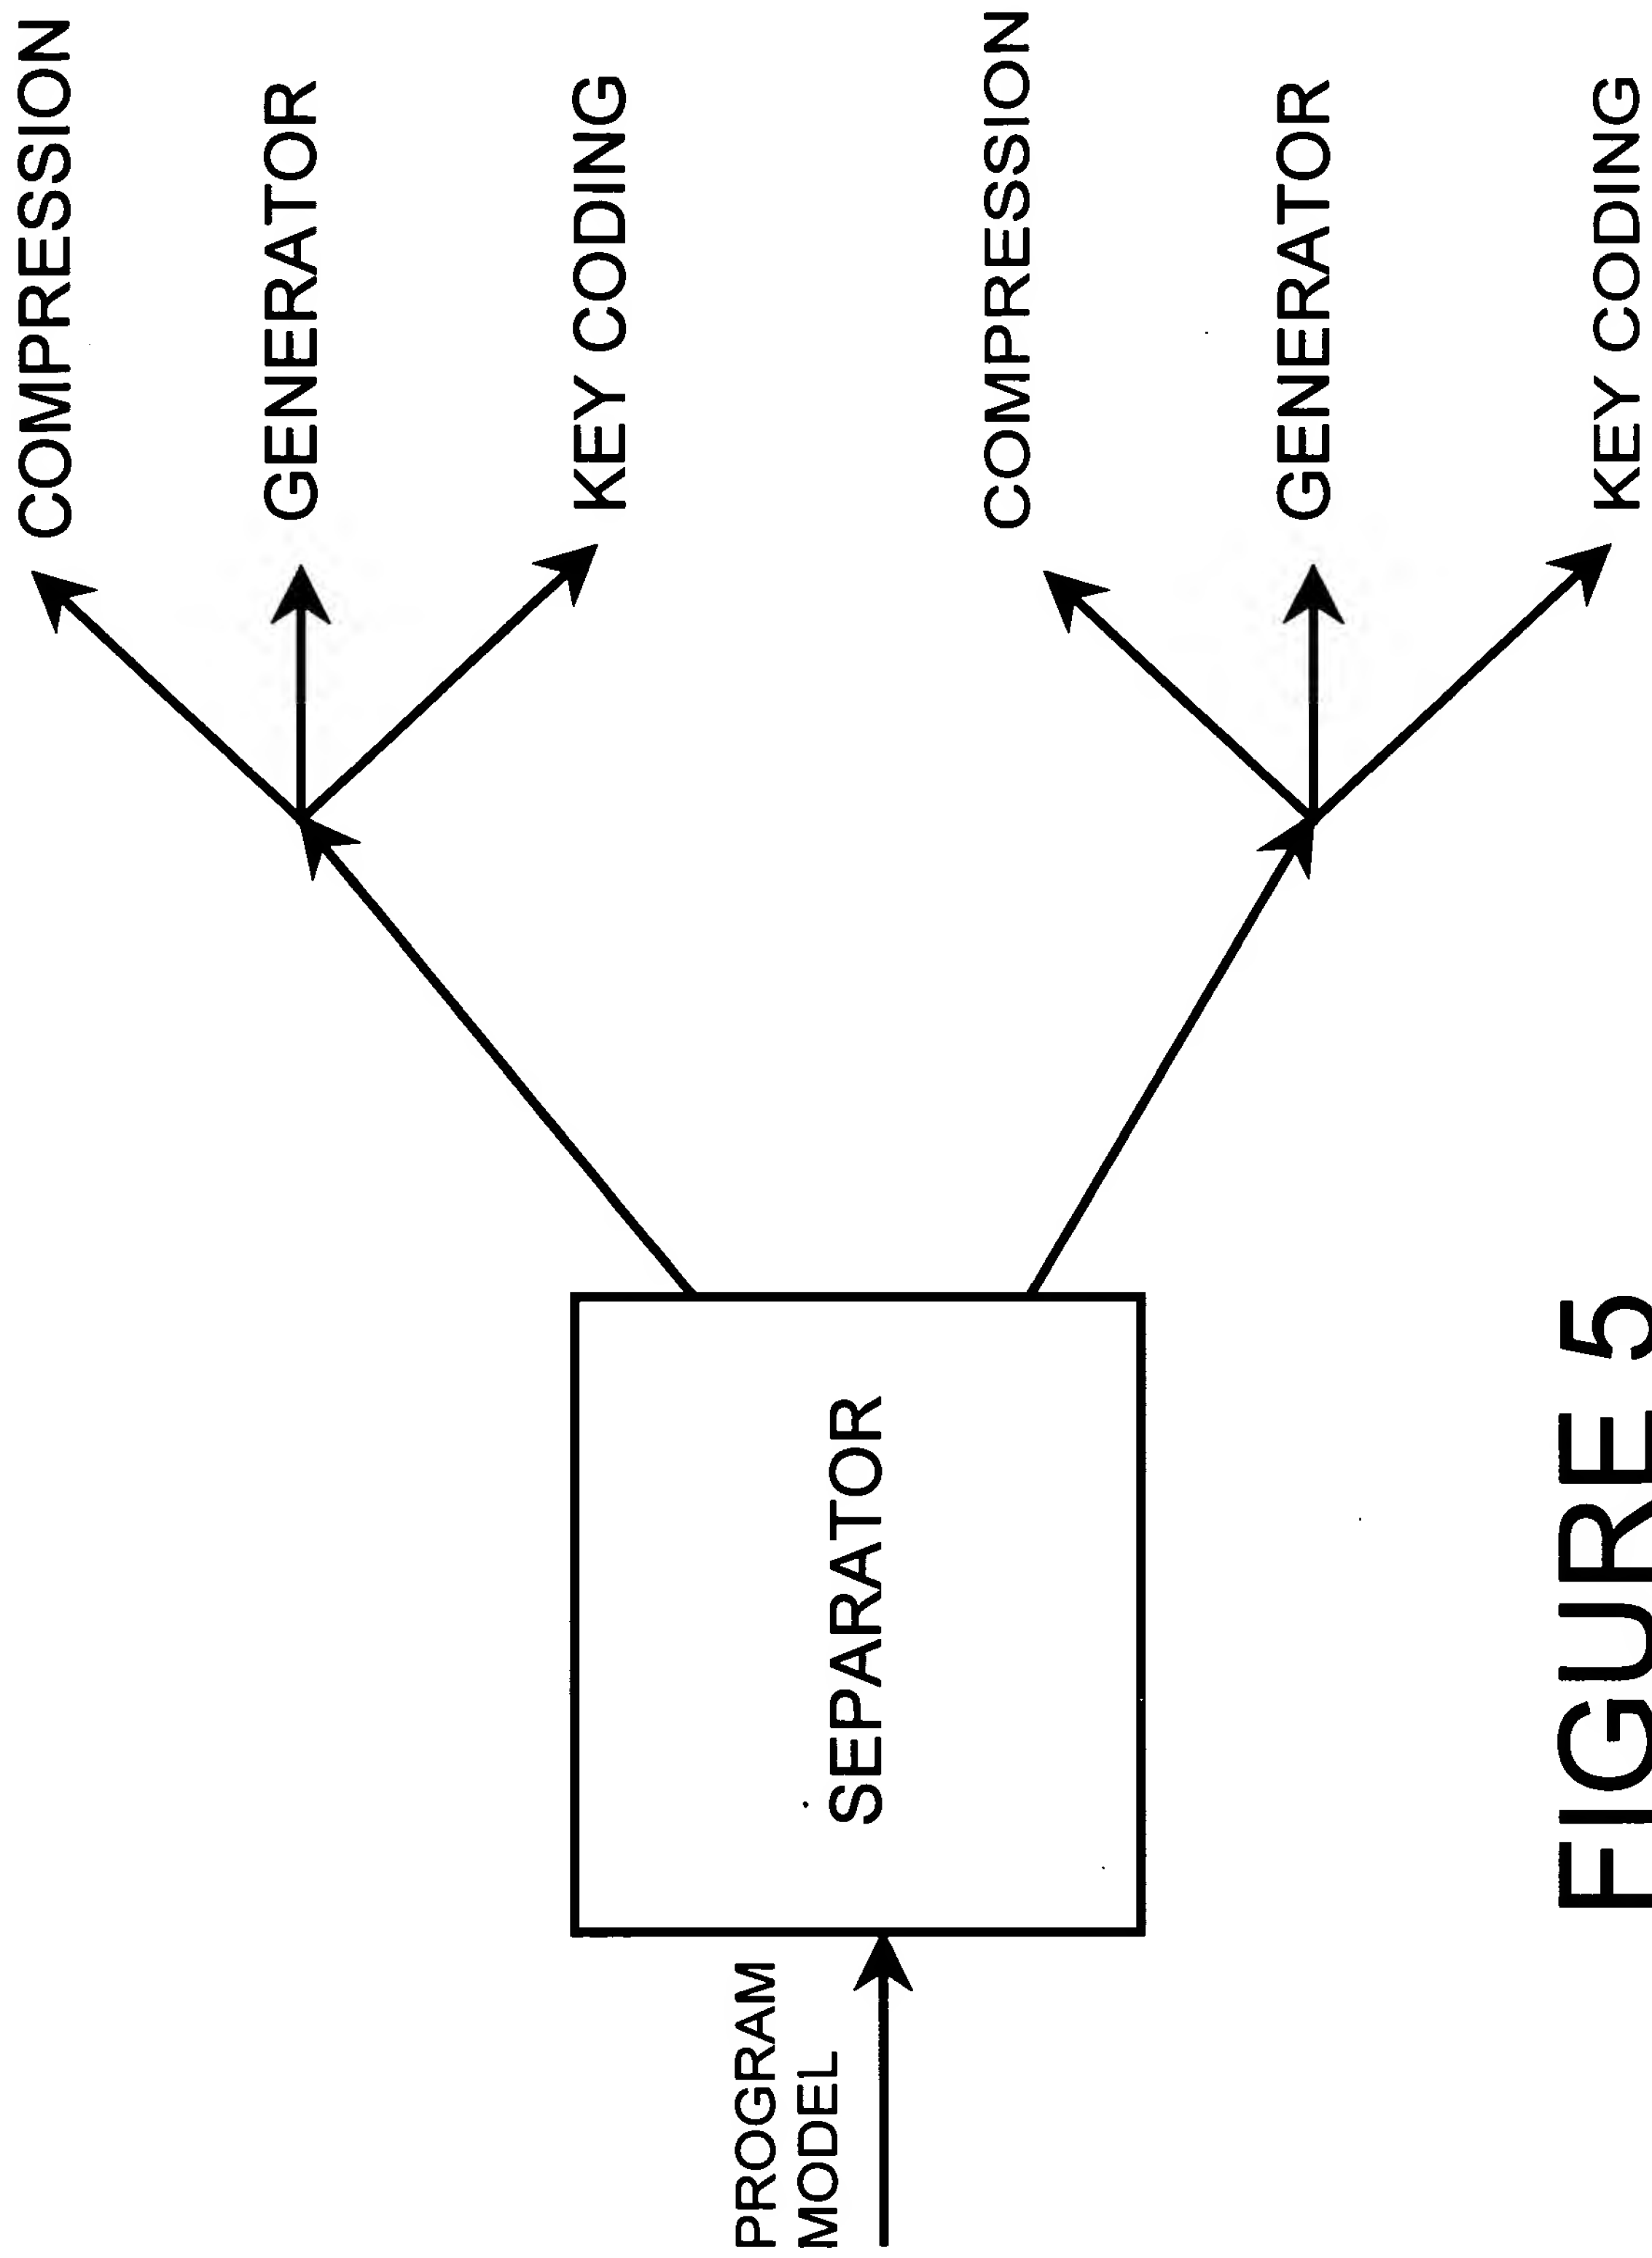 COMPRESSION
GENERATOR
KEY CODING
PROGRAM
MODEL
SEPARATOR
COMPRESSION
GENERATOR
KEY CODING
FIGURE 5